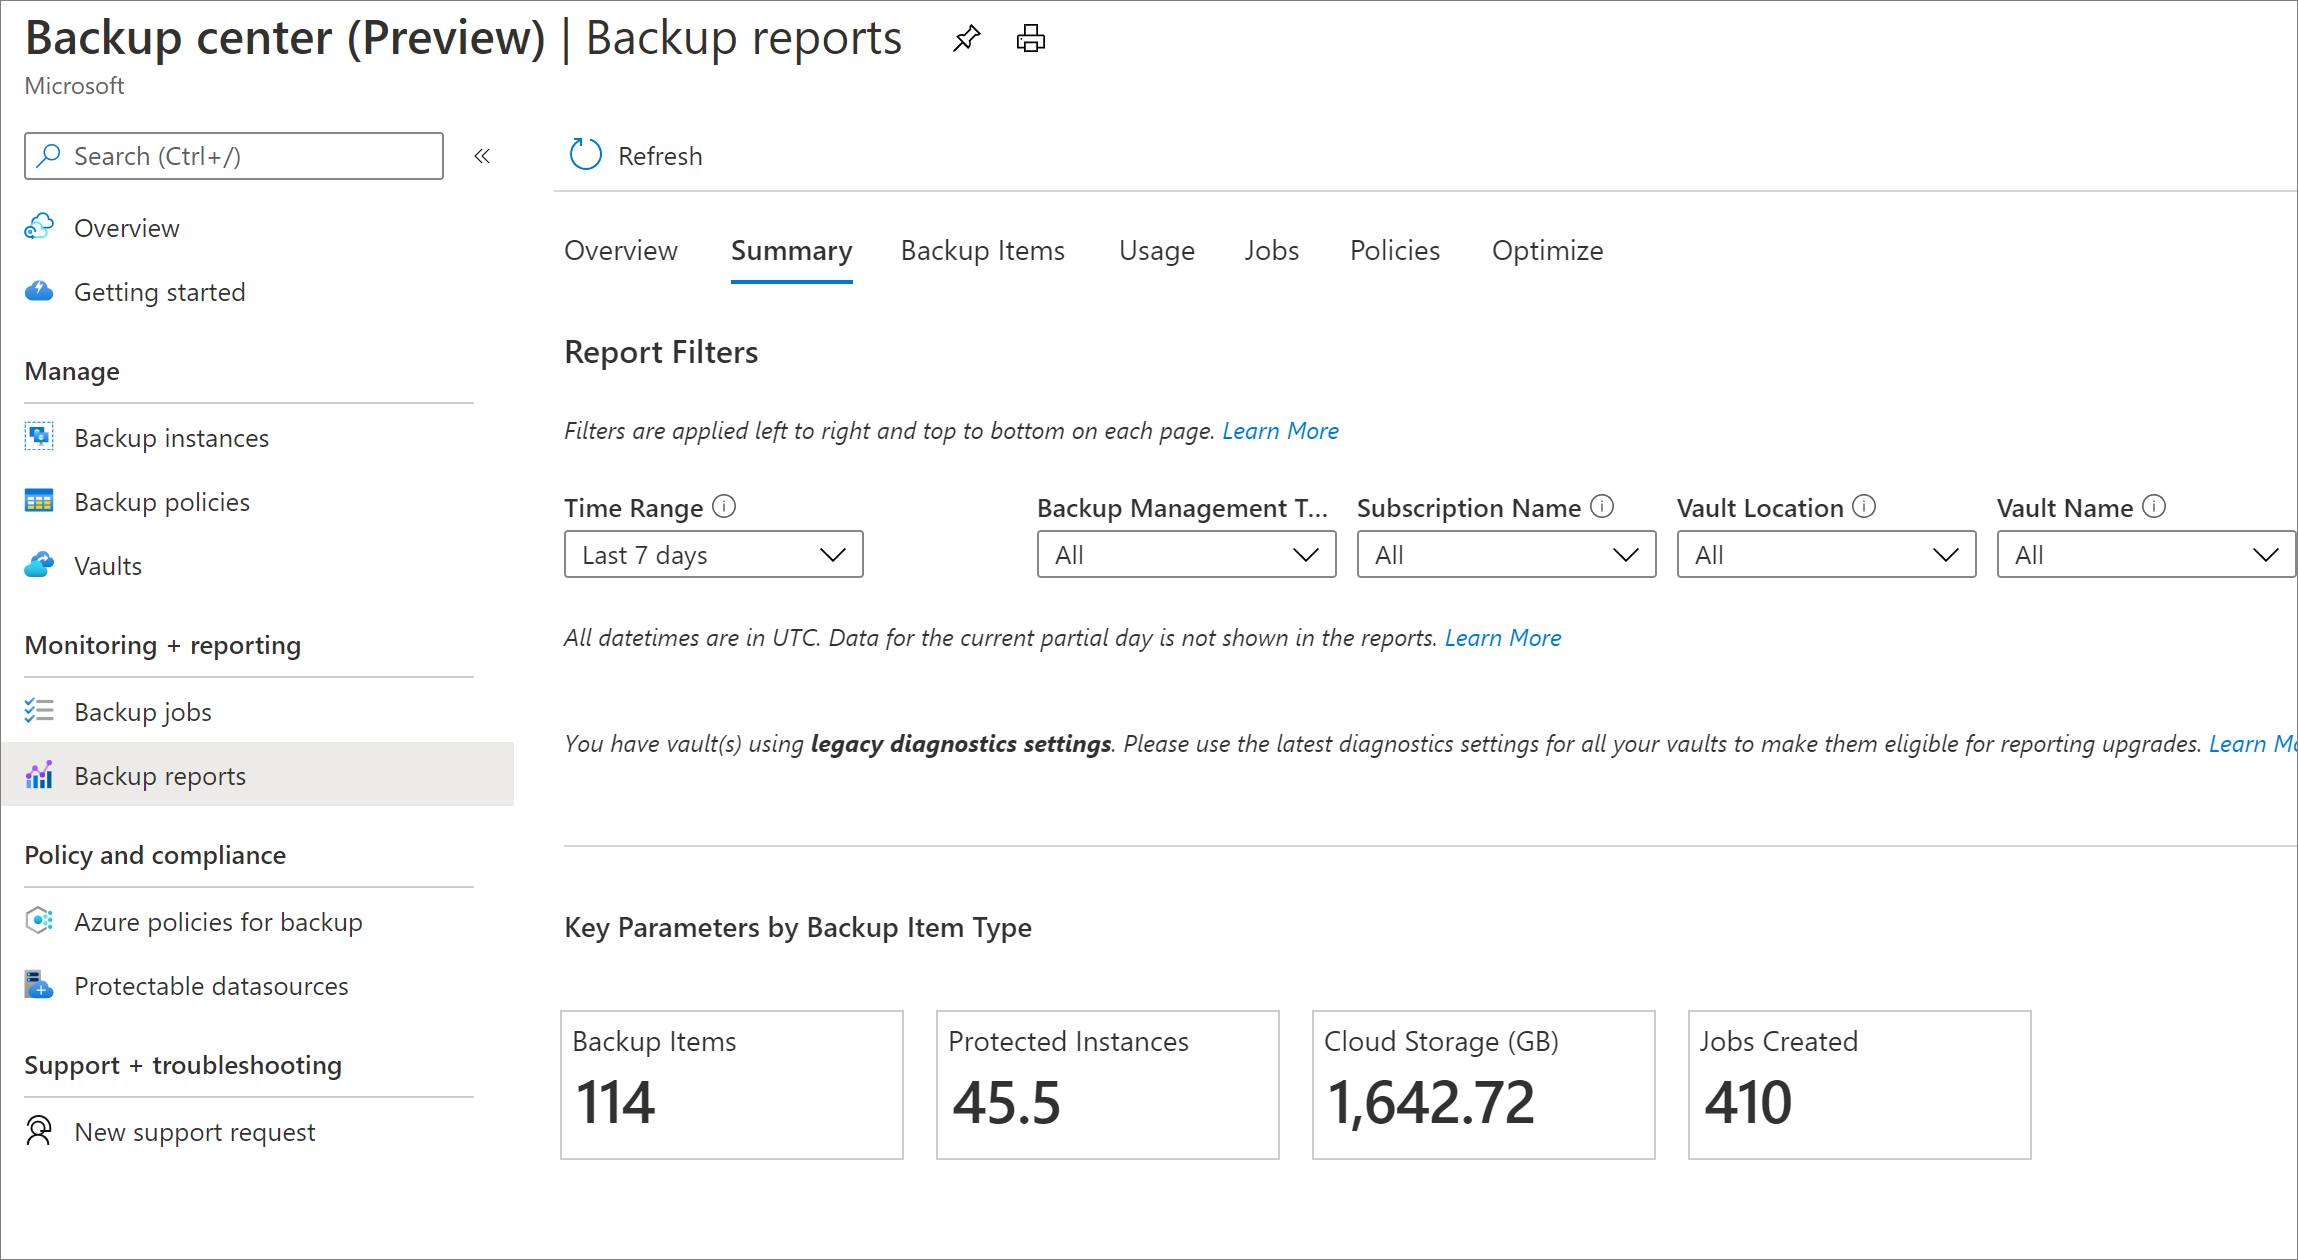 Backup center (Preview) | Backup reports
Microsoft
Search (Ctrl+/)
«
Overview
Getting started
Manage
Backup instances
Backup policies
Vaults
Monitoring + reporting
Backup jobs
Backup reports
Policy and compliance
Azure policies for backup
Protectable datasources
Support + troubleshooting
New support request
Refresh
Overview Summary Backup Items Usage Jobs Policies Optimize
Report Filters
Filters are applied left to right and top to bottom on each page. Learn More
Time Range Backup Management T... Subscription Name Vault Location Vault Name
Last 7 days All All All All
All datetimes are in UTC. Data for the current partial day is not shown in the reports. Learn More
You have vault(s) using legacy diagnostics settings. Please use the latest diagnostics settings for all your vaults to make them eligible for reporting upgrades. Learn
Key Parameters by Backup Item Type
Backup Items Protected Instances Cloud Storage (GB) Jobs Created
114 45.5 1,642.72 410